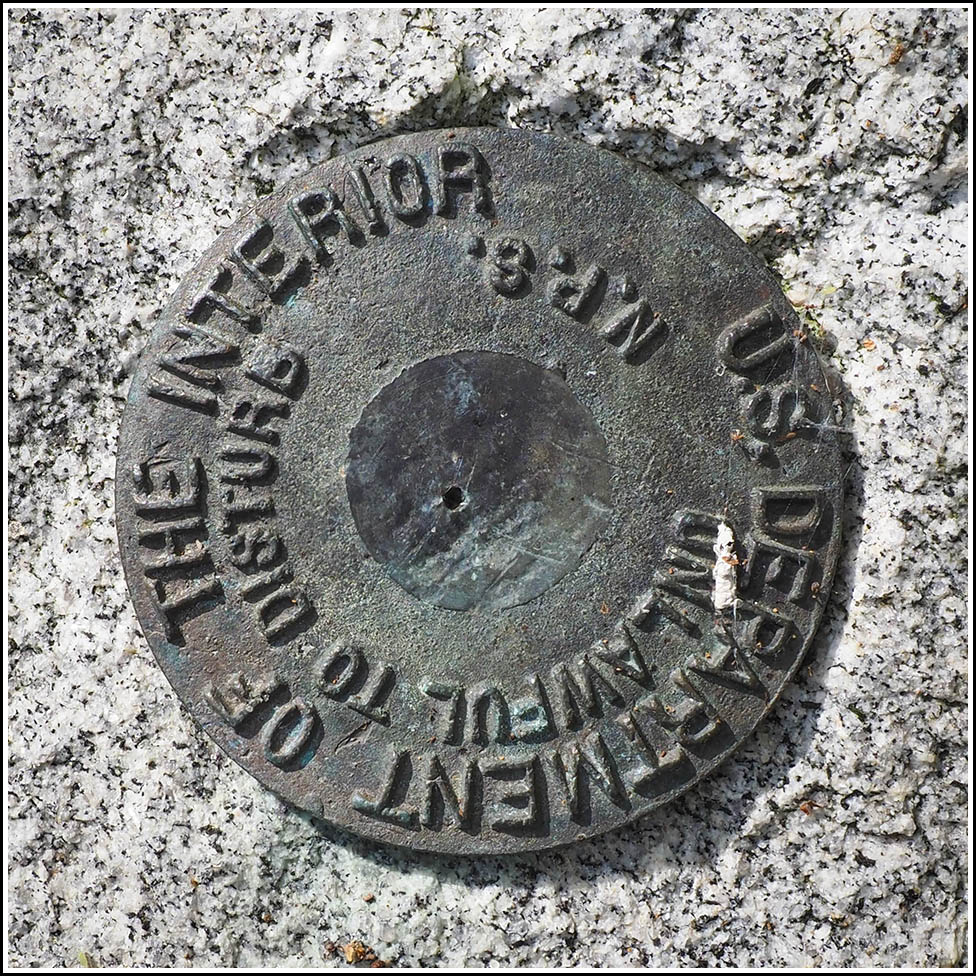 U.S. DEPARTMENT OF THE INTERIOR
N.P.S.
UNLAWFUL TO DISTURB